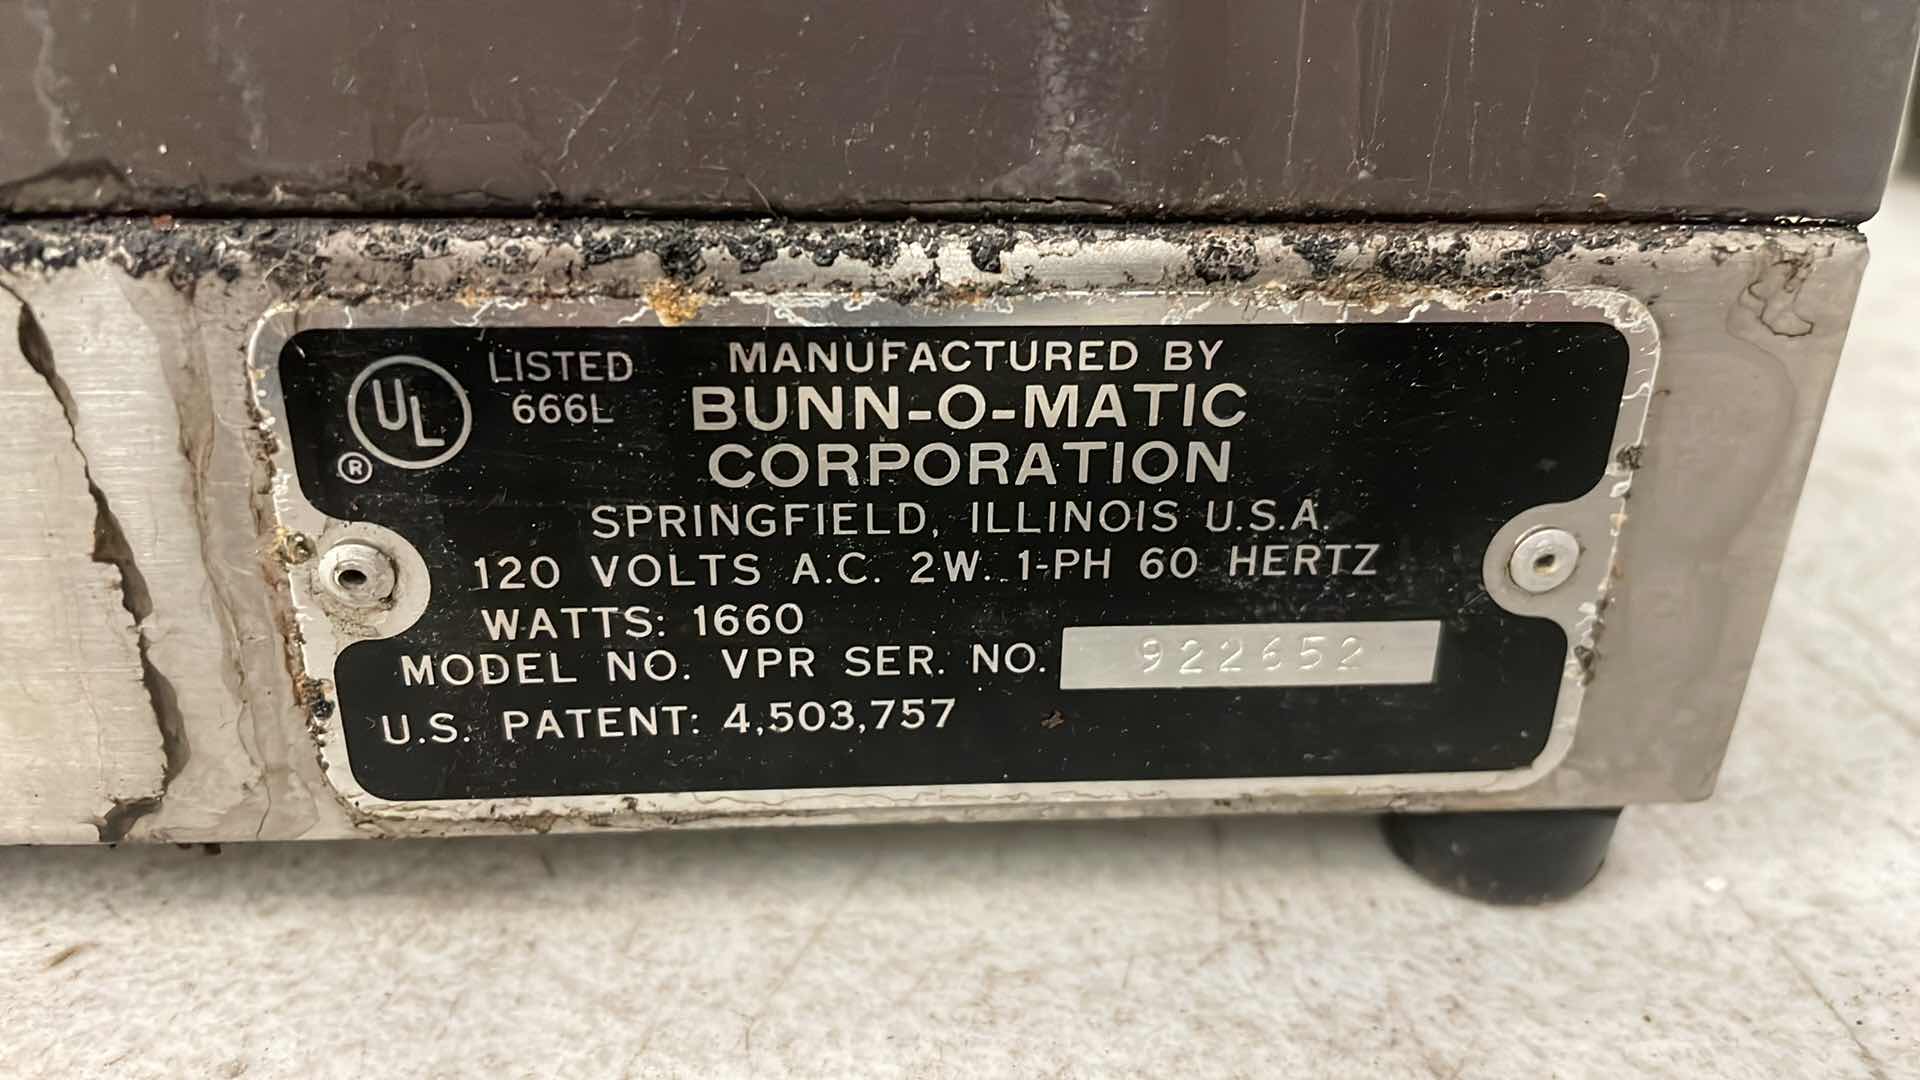 UL
®
LISTED
666L
MANUFACTURED BY
BUNN-O-MATIC
CORPORATION
SPRINGFIELD, ILLINOIS U.S.A.
120 VOLTS A.C. 2W. 1-PH 60 HERTZ
WATTS: 1660
MODEL NO. VPR SER. NO. 922652
U.S. PATENT: 4,503,757